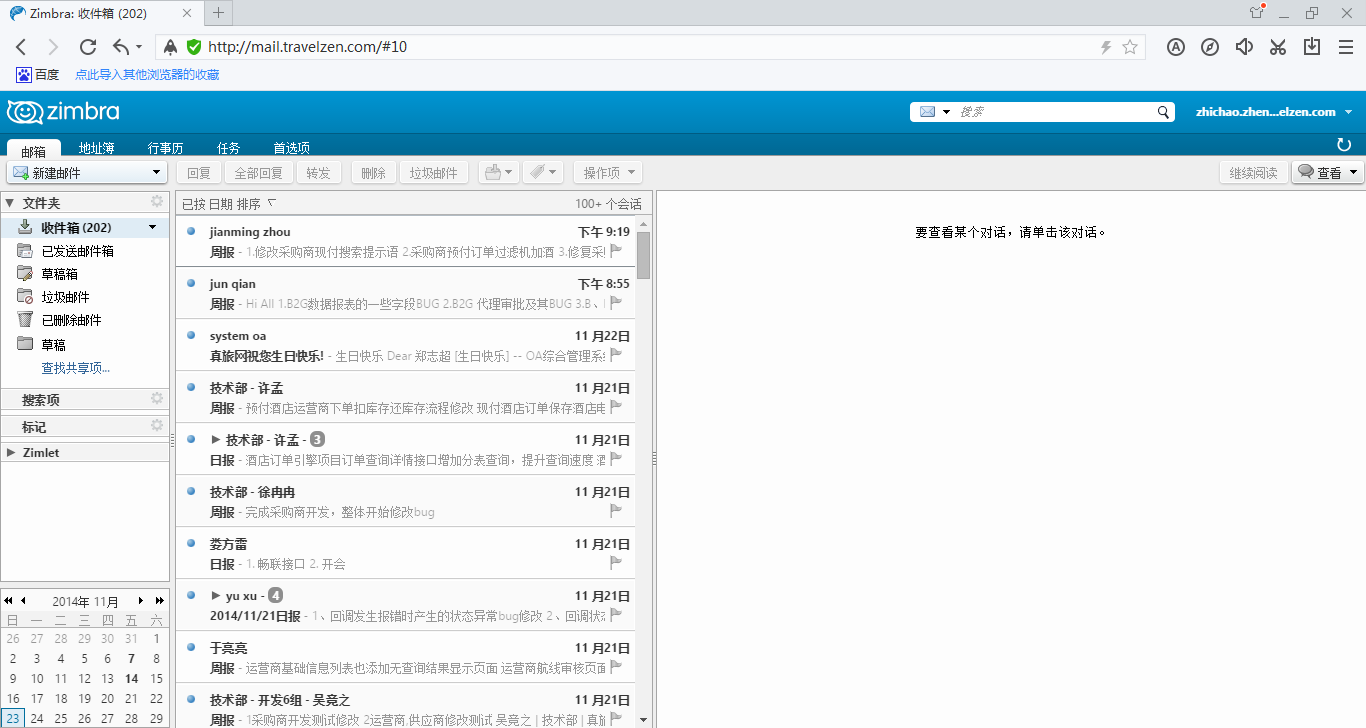 Zimbra: 收件箱 (202)
http://mail.travelzen.com/#10
百度 点此导入其他浏览器的收藏
zimbra
搜索
zhichao.zhen...elzen.com
邮箱 地址簿 行事历 任务 首选项
新建邮件 回复 全部回复 转发 删除 垃圾邮件 操作项 继续阅读 查看
文件夹
收件箱 (202)
已发送邮件箱
草稿箱
垃圾邮件
已删除邮件
草稿
查找共享项...
搜索项
标记
Zimlet
2014年 11月
日 一 二 三 四 五 六
26 27 28 29 30 31 1
2 3 4 5 6 7 8
9 10 11 12 13 14 15
16 17 18 19 20 21 22
23 24 25 26 27 28 29
已按 日期 排序 100+ 个会话
jianming zhou 下午 9:19
周报 - 1.修改采购商现付搜索提示语 2.采购商预付订单过滤机加酒 3.修复采
jun qian 下午 8:55
周报 - Hi All 1.B2G数据报表的一些字段BUG 2.B2G 代理审批及其BUG 3.B、
system oa 11 月22日
真旅网祝您生日快乐! - 生日快乐 Dear 郑志超 [生日快乐] -- OA综合管理系
技术部 - 许孟 11 月21日
周报 - 预付酒店运营商下单扣库存还库存流程修改 现付酒店订单保存酒店电
技术部 - 许孟 - 3 11 月21日
日报 - 酒店订单引擎项目订单查询详情接口增加分表查询，提升查询速度 酒
技术部 - 徐冉冉 11 月21日
周报 - 完成采购商开发，整体开始修改bug
娄方雷 11 月21日
日报 - 1. 畅联接口 2. 开会
yu xu - 4 11 月21日
2014/11/21日报 - 1、回调发生报错时产生的状态异常bug修改 2、回调状
于亮亮 11 月21日
周报 - 运营商基础信息列表也添加无查询结果显示页面 运营商航线审核页面
技术部 - 开发6组 - 吴竟之 11 月21日
周报 - 1采购商开发测试修改 2运营商,供应商修改测试 吴竟之 | 技术部 | 真旅
要查看某个对话，请单击该对话。